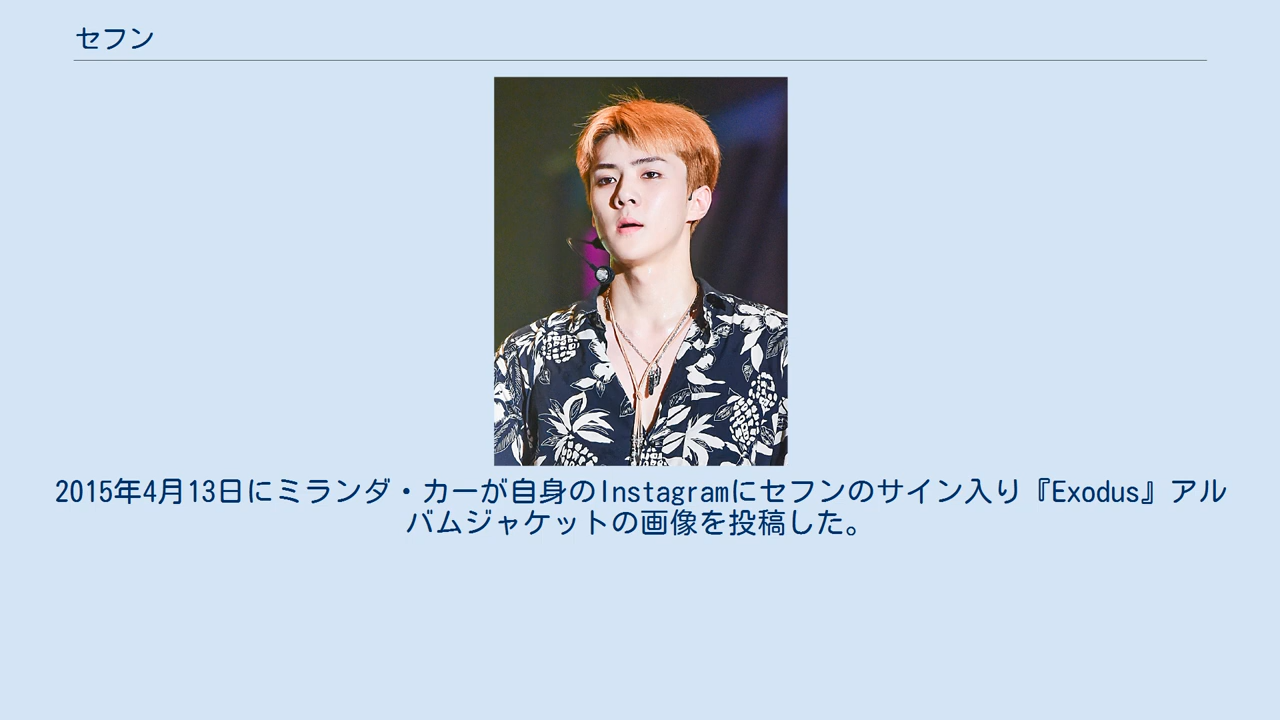 セフン
2015年4月13日にミランダ・カーが自身のInstagramにセフンのサイン入り『Exodus』アル
バムジャケットの画像を投稿した。